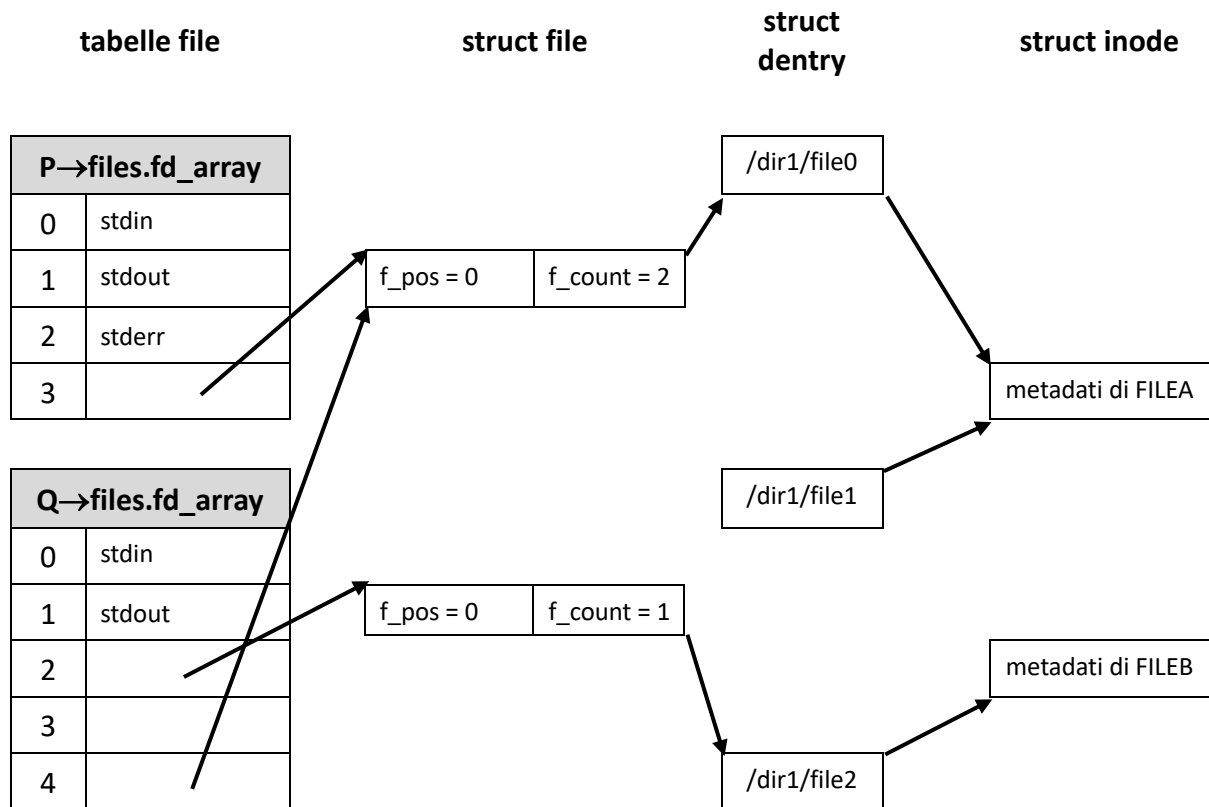 tabelle file
struct file
struct
dentry
struct inode
P→files.fd_array
0 stdin
1 stdout
2 stderr
3
f_pos = 0 f_count = 2
/dir1/file0
metadati di FILEA
/dir1/file1
Q→files.fd_array
0 stdin
1 stdout
2
3
4
f_pos = 0 f_count = 1
metadati di FILEB
/dir1/file2